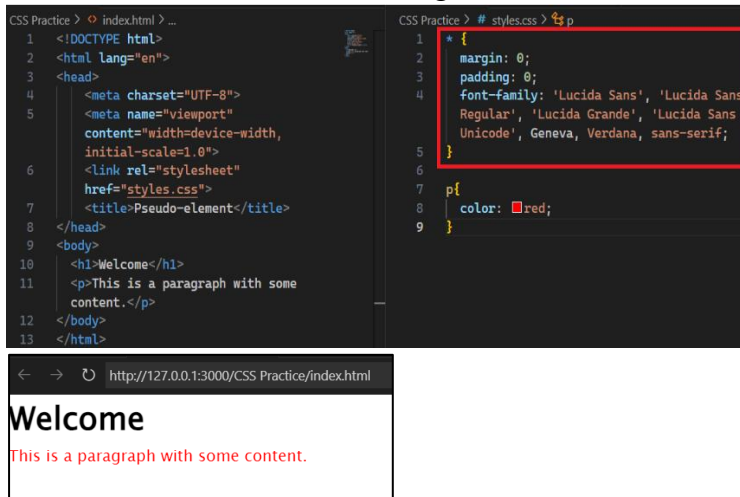 CSS Practice > index.html > ...
1 <!DOCTYPE html>
2 <html lang="en">
3 <head>
4 <meta charset="UTF-8">
5 <meta name="viewport"
content="width=device-width,
initial-scale=1.0">
6 <link rel="stylesheet"
href="styles.css">
7 <title>Pseudo-element</title>
8 </head>
9 <body>
10 <h1>Welcome</h1>
11 <p>This is a paragraph with some
content.</p>
12 </body>
13 </html>
CSS Practice > # styles.css > p
1 * {
2 margin: 0;
3 padding: 0;
4 font-family: 'Lucida Sans', 'Lucida Sans
Regular', 'Lucida Grande', 'Lucida Sans
Unicode', Geneva, Verdana, sans-serif;
5 }
6
7 p{
8 color: red;
9 }
http://127.0.0.1:3000/CSS Practice/index.html
Welcome
This is a paragraph with some content.